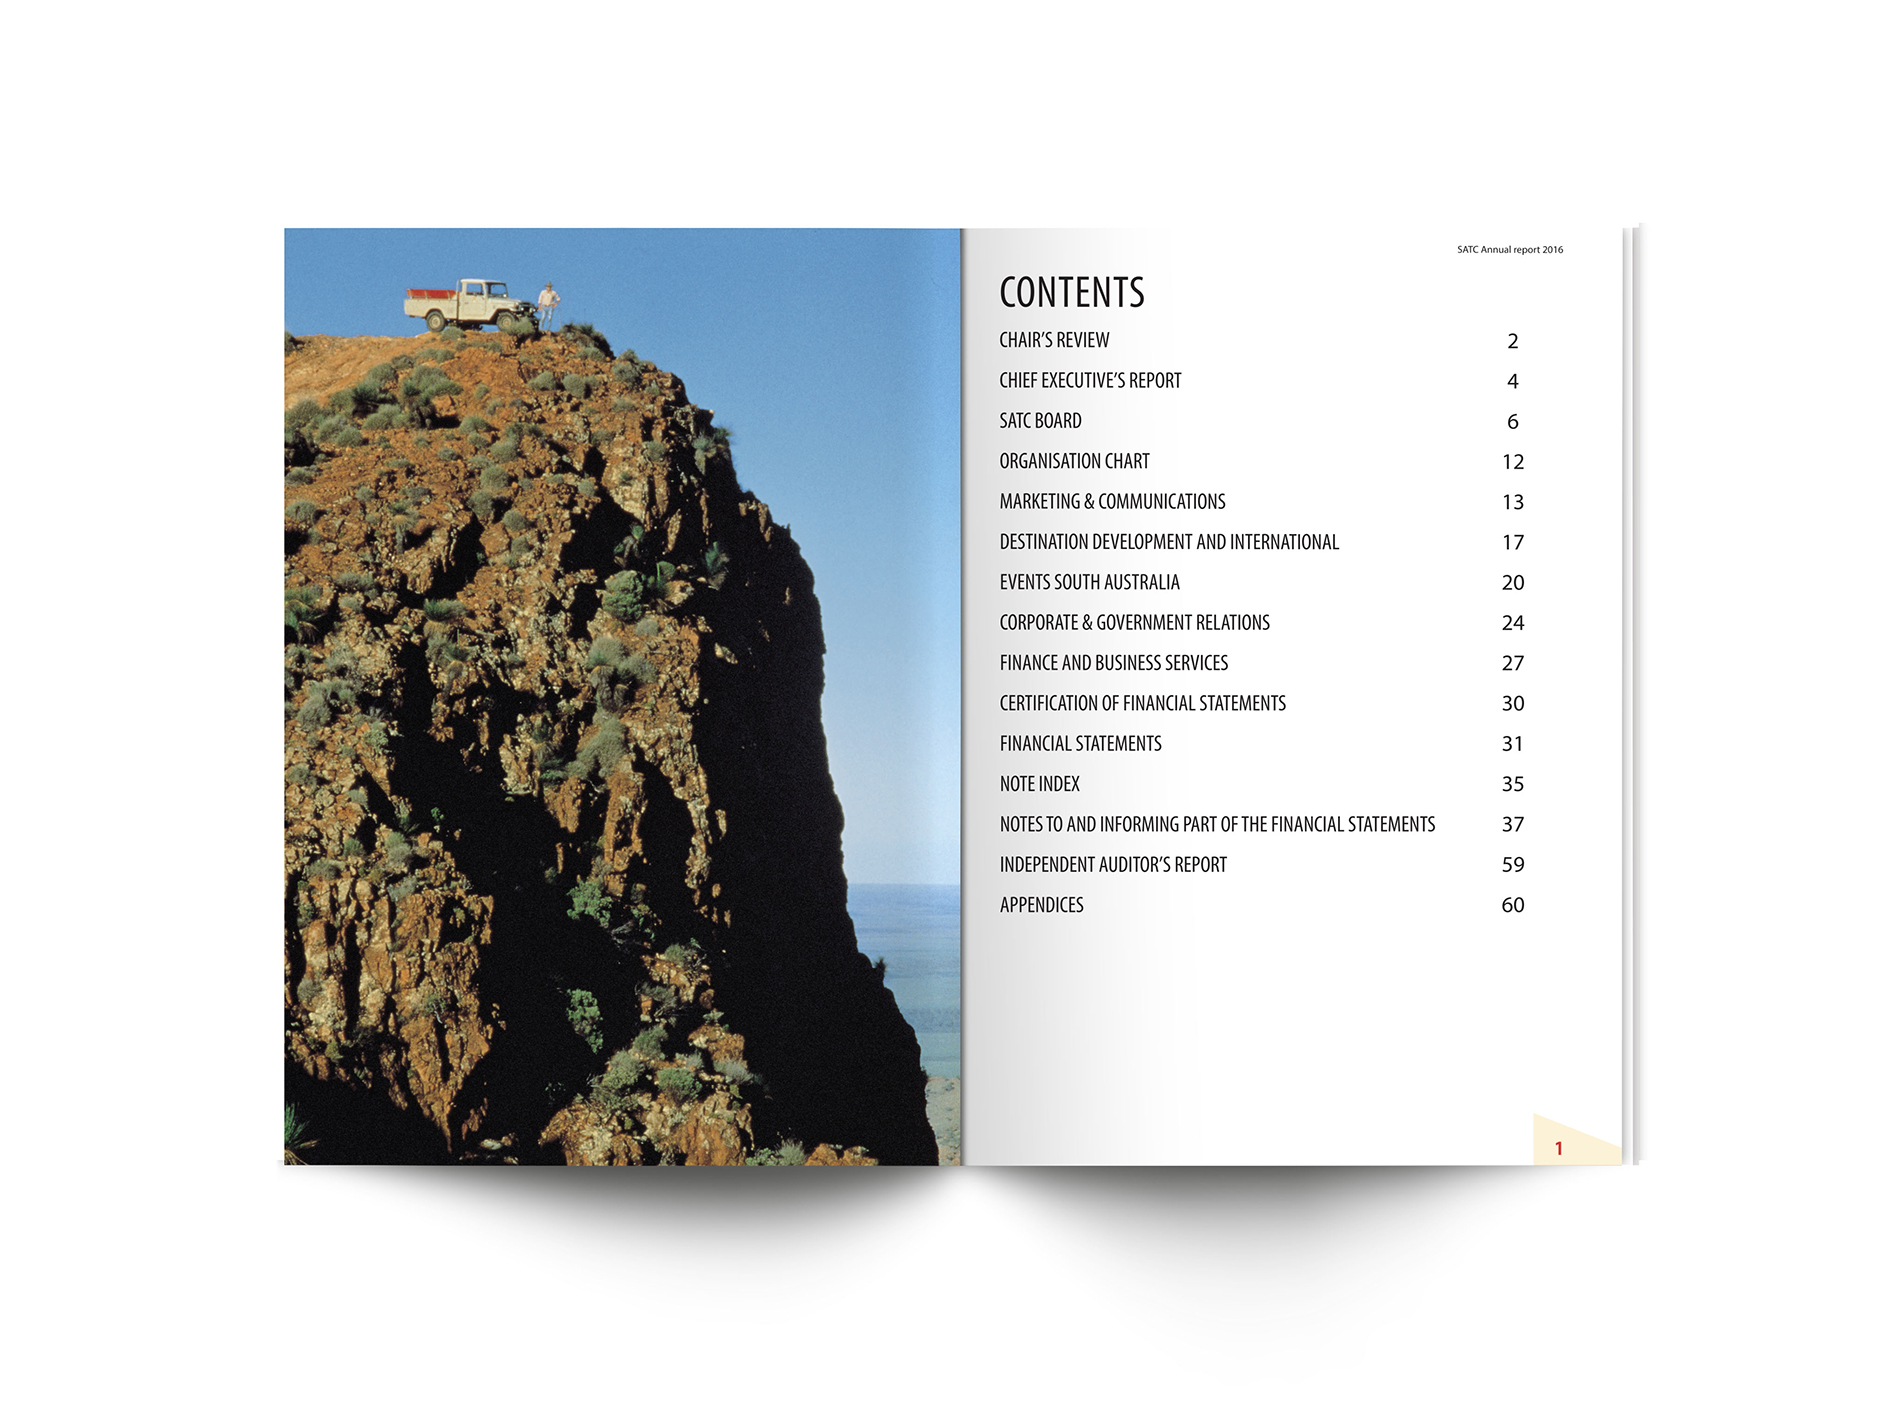 SATC Annual report 2016
CONTENTS
CHAIR'S REVIEW 2
CHIEF EXECUTIVE'S REPORT 4
SATC BOARD 6
ORGANISATION CHART 12
MARKETING & COMMUNICATIONS 13
DESTINATION DEVELOPMENT AND INTERNATIONAL 17
EVENTS SOUTH AUSTRALIA 20
CORPORATE & GOVERNMENT RELATIONS 24
FINANCE AND BUSINESS SERVICES 27
CERTIFICATION OF FINANCIAL STATEMENTS 30
FINANCIAL STATEMENTS 31
NOTE INDEX 35
NOTES TO AND INFORMING PART OF THE FINANCIAL STATEMENTS 37
INDEPENDENT AUDITOR'S REPORT 59
APPENDICES 60
1